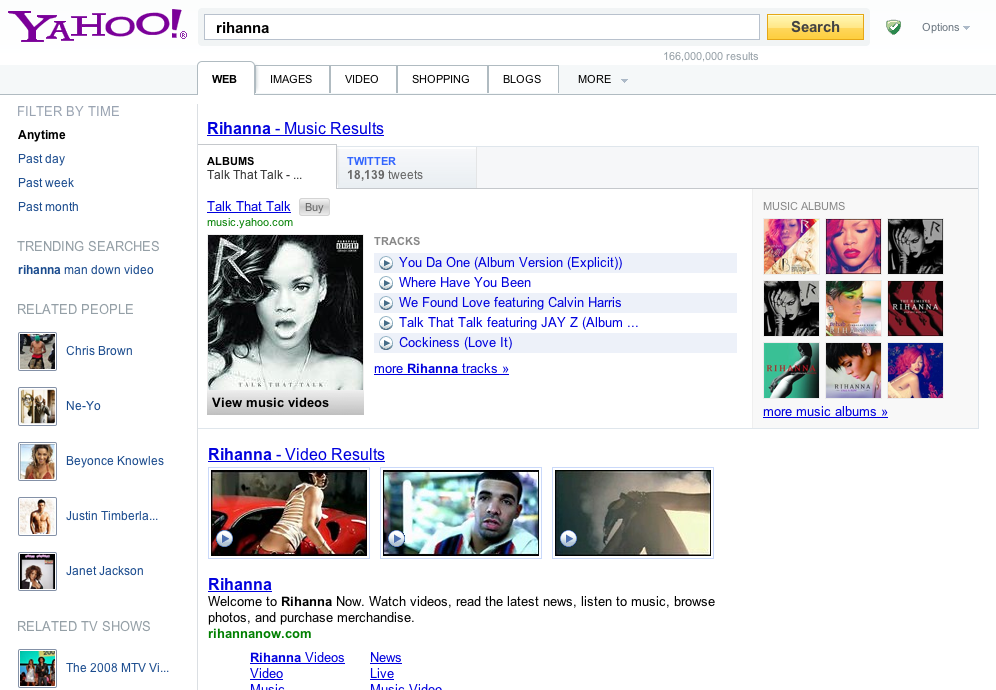 YAHOO!®
rihanna
Search
Options
166,000,000 results
WEB
IMAGES
VIDEO
SHOPPING
BLOGS
MORE
FILTER BY TIME
Anytime
Past day
Past week
Past month
TRENDING SEARCHES
rihanna man down video
RELATED PEOPLE
Chris Brown
Ne-Yo
Beyonce Knowles
Justin Timberla...
Janet Jackson
RELATED TV SHOWS
The 2008 MTV Vi...
Rihanna - Music Results
ALBUMS
Talk That Talk - ...
TWITTER
18,139 tweets
Talk That Talk
Buy
music.yahoo.com
TALK THAT TALK
View music videos
TRACKS
You Da One (Album Version (Explicit))
Where Have You Been
We Found Love featuring Calvin Harris
Talk That Talk featuring JAY Z (Album ...
Cockiness (Love It)
more Rihanna tracks »
MUSIC ALBUMS
RIHANNA
RIHANNA
RIHANNA
more music albums »
Rihanna - Video Results
Rihanna
Welcome to Rihanna Now. Watch videos, read the latest news, listen to music, browse
photos, and purchase merchandise.
rihannanow.com
Rihanna Videos
News
Video
Live
Music
Music Video